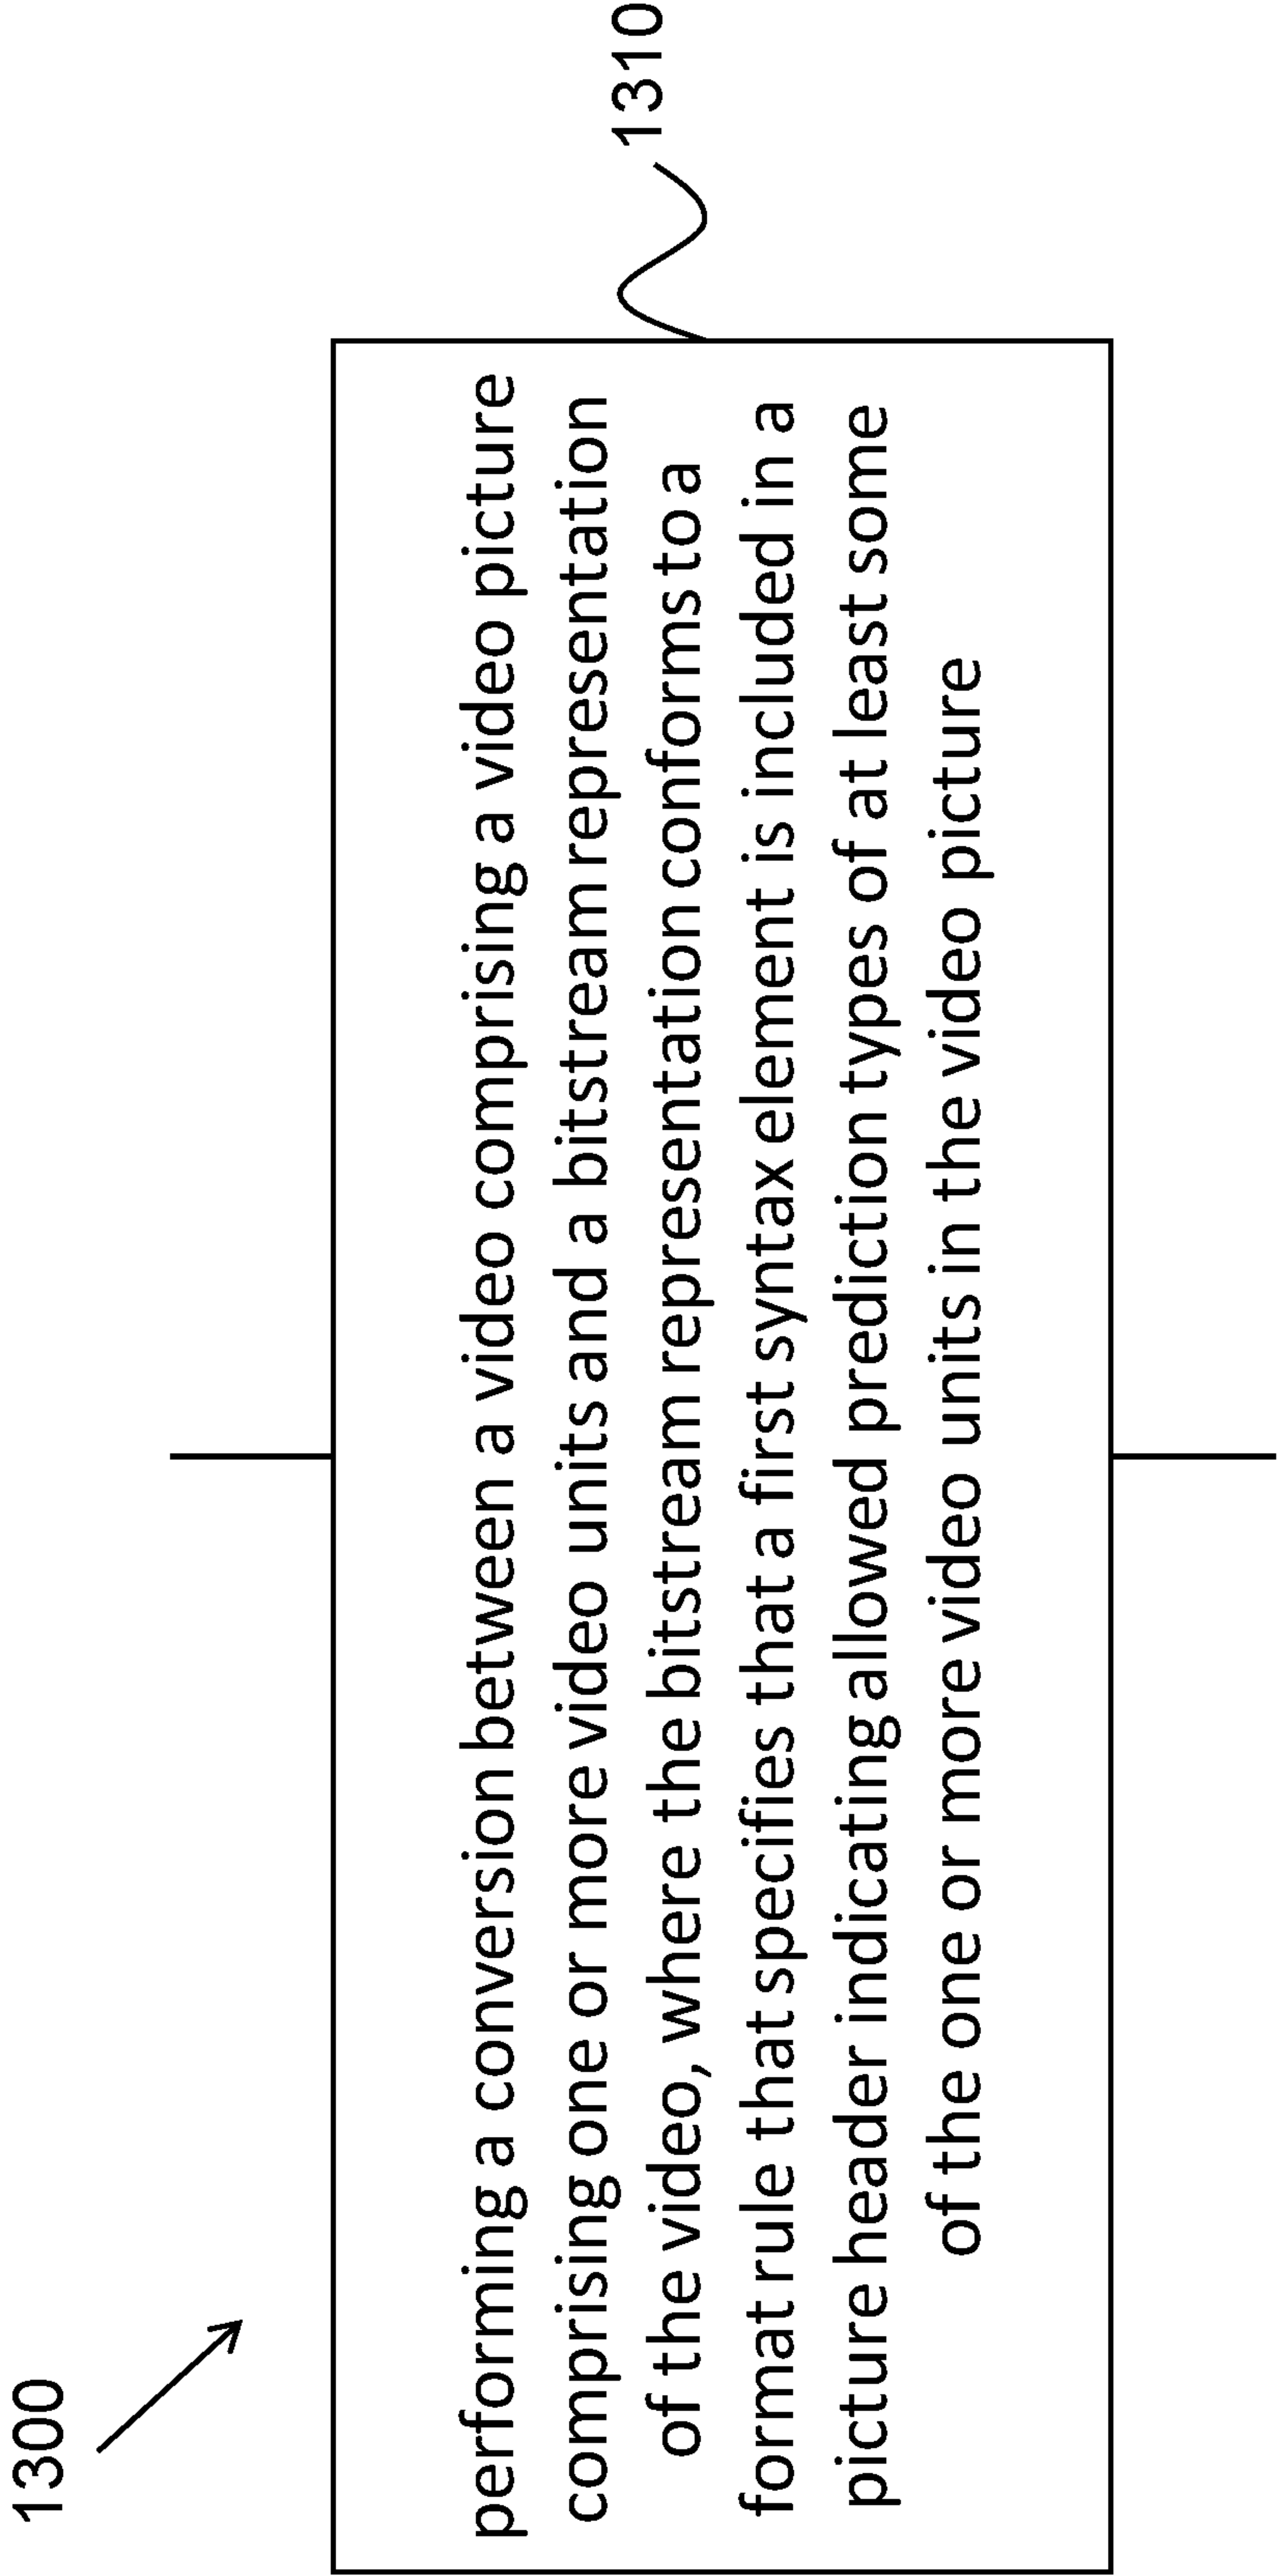 1300
performing a conversion between a video comprising a video picture
comprising one or more video units and a bitstream representation
of the video, where the bitstream representation conforms to a
format rule that specifies that a first syntax element is included in a
picture header indicating allowed prediction types of at least some
of the one or more video units in the video picture
1310